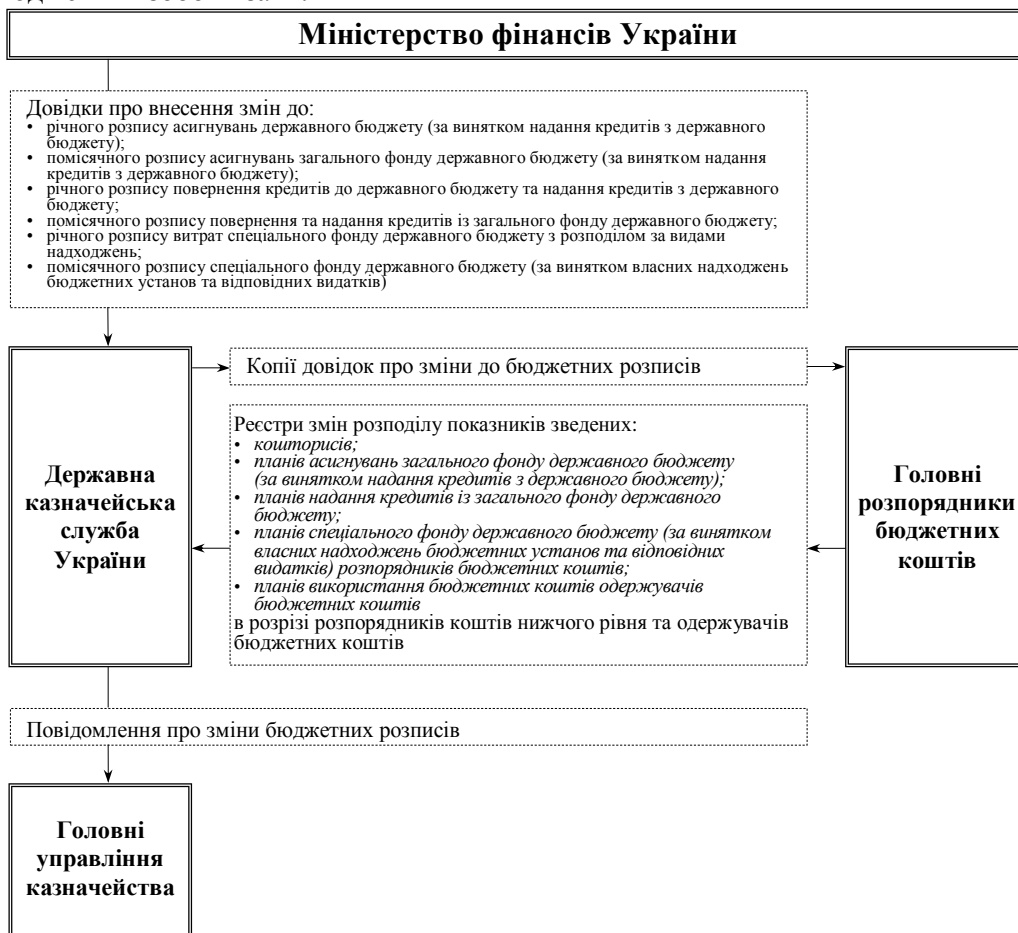 Міністерство фінансів України
Довідки про внесення змін до:
• річного розпису асигнувань державного бюджету (за винятком надання кредитів з державного
бюджету);
• помісячного розпису асигнувань загального фонду державного бюджету (за винятком надання
кредитів з державного бюджету);
• річного розпису повернення кредитів до державного бюджету та надання кредитів з державного
бюджету;
• помісячного розпису повернення та надання кредитів із загального фонду державного бюджету;
• річного розпису витрат спеціального фонду державного бюджету з розподілом за видами
надходжень;
• помісячного розпису спеціального фонду державного бюджету (за винятком власних надходжень
бюджетних установ та відповідних видатків)
Копії довідок про зміни до бюджетних розписів
Державна
казначейська
служба
України
Реєстри змін розподілу показників зведених:
• кошторисів;
• планів асигнувань загального фонду державного бюджету
(за винятком надання кредитів з державного бюджету);
• планів надання кредитів із загального фонду державного
бюджету;
• планів спеціального фонду державного бюджету (за винятком
власних надходжень бюджетних установ та відповідних
видатків) розпорядників бюджетних коштів;
• планів використання бюджетних коштів одержувачів
бюджетних коштів
в розрізі розпорядників коштів нижчого рівня та одержувачів
бюджетних коштів
Головні
розпорядники
бюджетних
коштів
Повідомлення про зміни бюджетних розписів
Головні
управління
казначейства